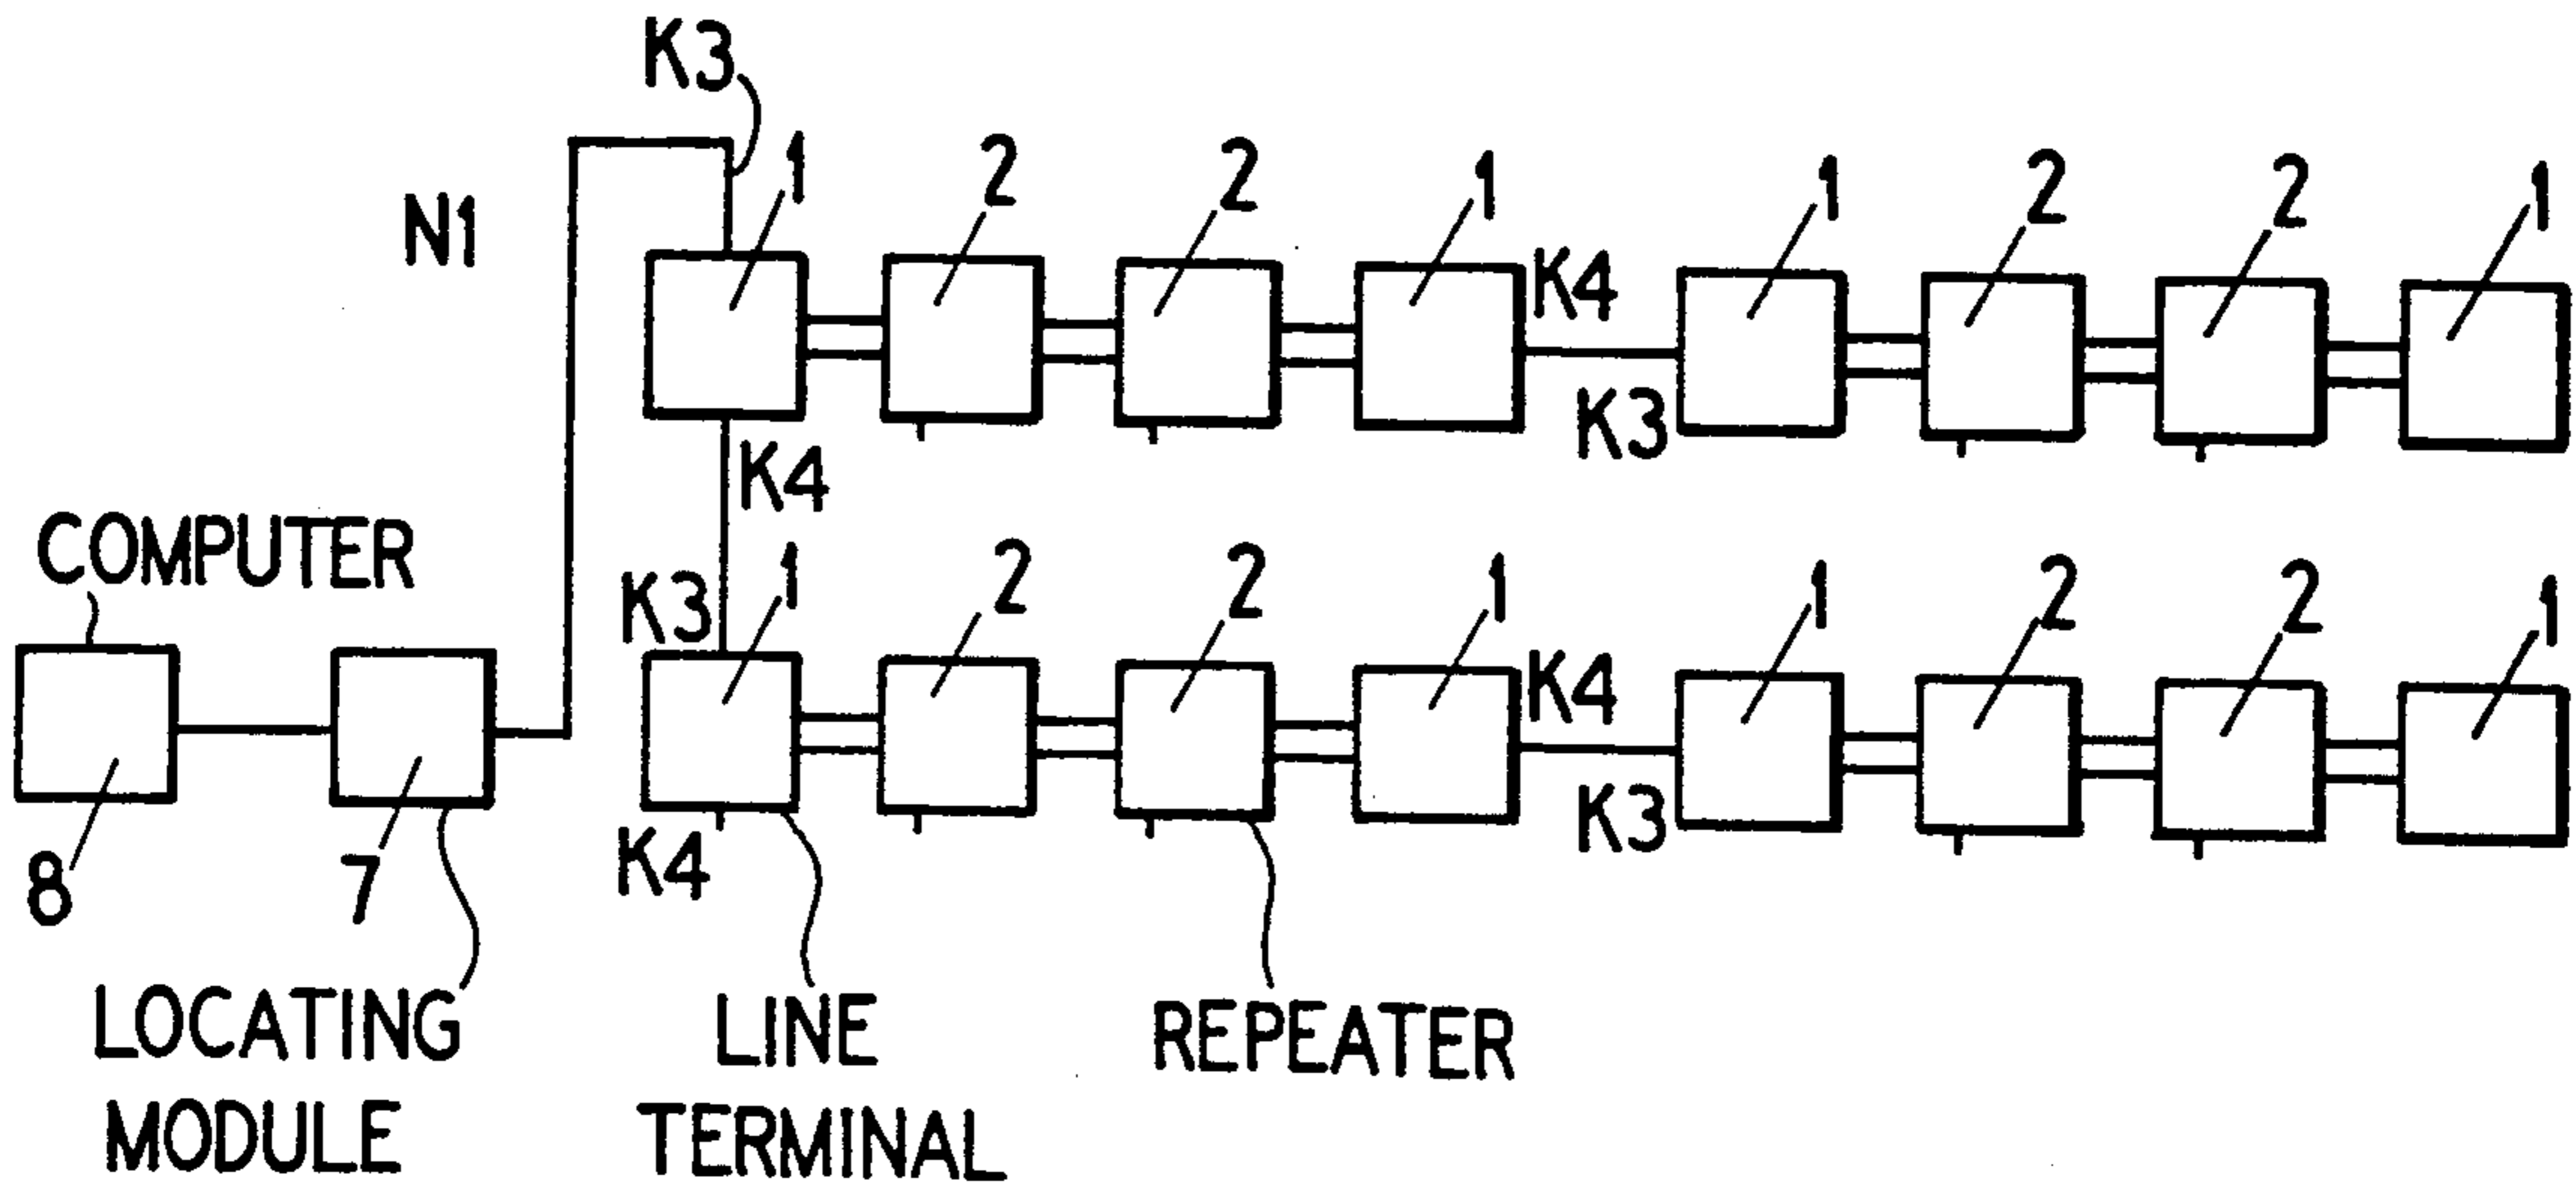 K3
1 2 2 1 1 2 2 1
N1
K4
K3
K4
COMPUTER
K3 1 2 2 1 1 2 2 1
K4
K3
K4
8 7
LOCATING
MODULE
LINE
TERMINAL
REPEATER